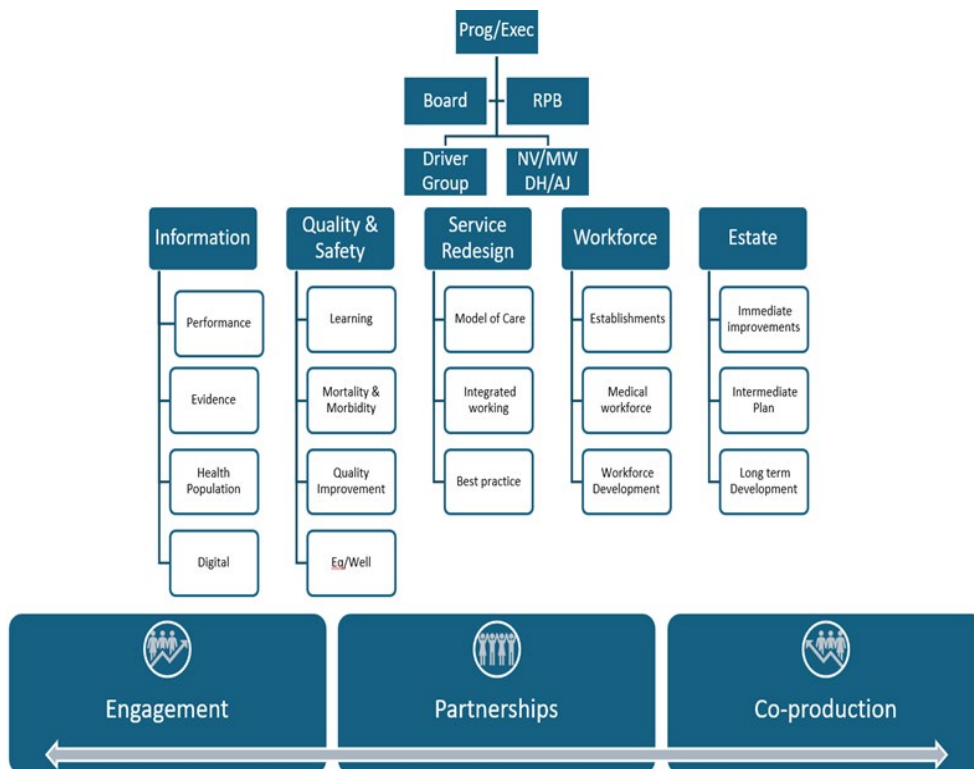 Prog/Exec
Board
RPB
Driver
Group
NV/MW
DH/AJ
Information
Performance
Evidence
Health
Population
Digital
Quality &
Safety
Learning
Mortality &
Morbidity
Quality
Improvement
Eq/Well
Service
Redesign
Model of Care
Integrated
working
Best practice
Workforce
Establishments
Medical
workforce
Workforce
Development
Estate
Immediate
improvements
Intermediate
Plan
Long term
Development
Engagement
Partnerships
Co-production